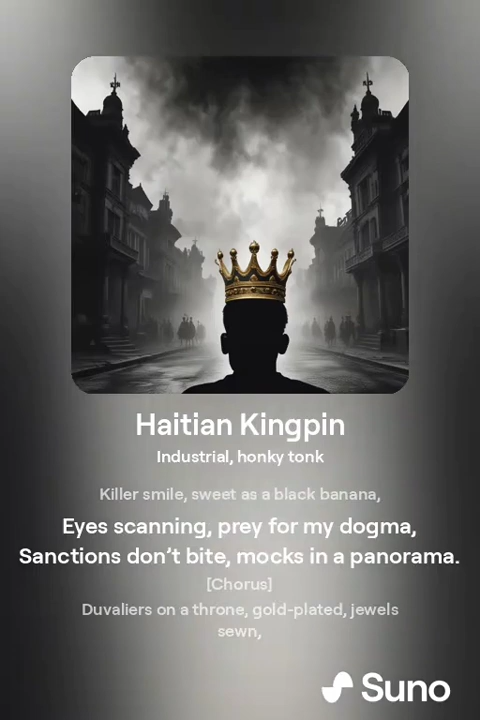 Haitian Kingpin
Industrial, honky tonk
Killer smile, sweet as a black banana,
Eyes scanning, prey for my dogma,
Sanctions don't bite, mocks in a panorama.
[Chorus]
Duvaliers on a throne, gold-plated, jewels
sewn,
Suno